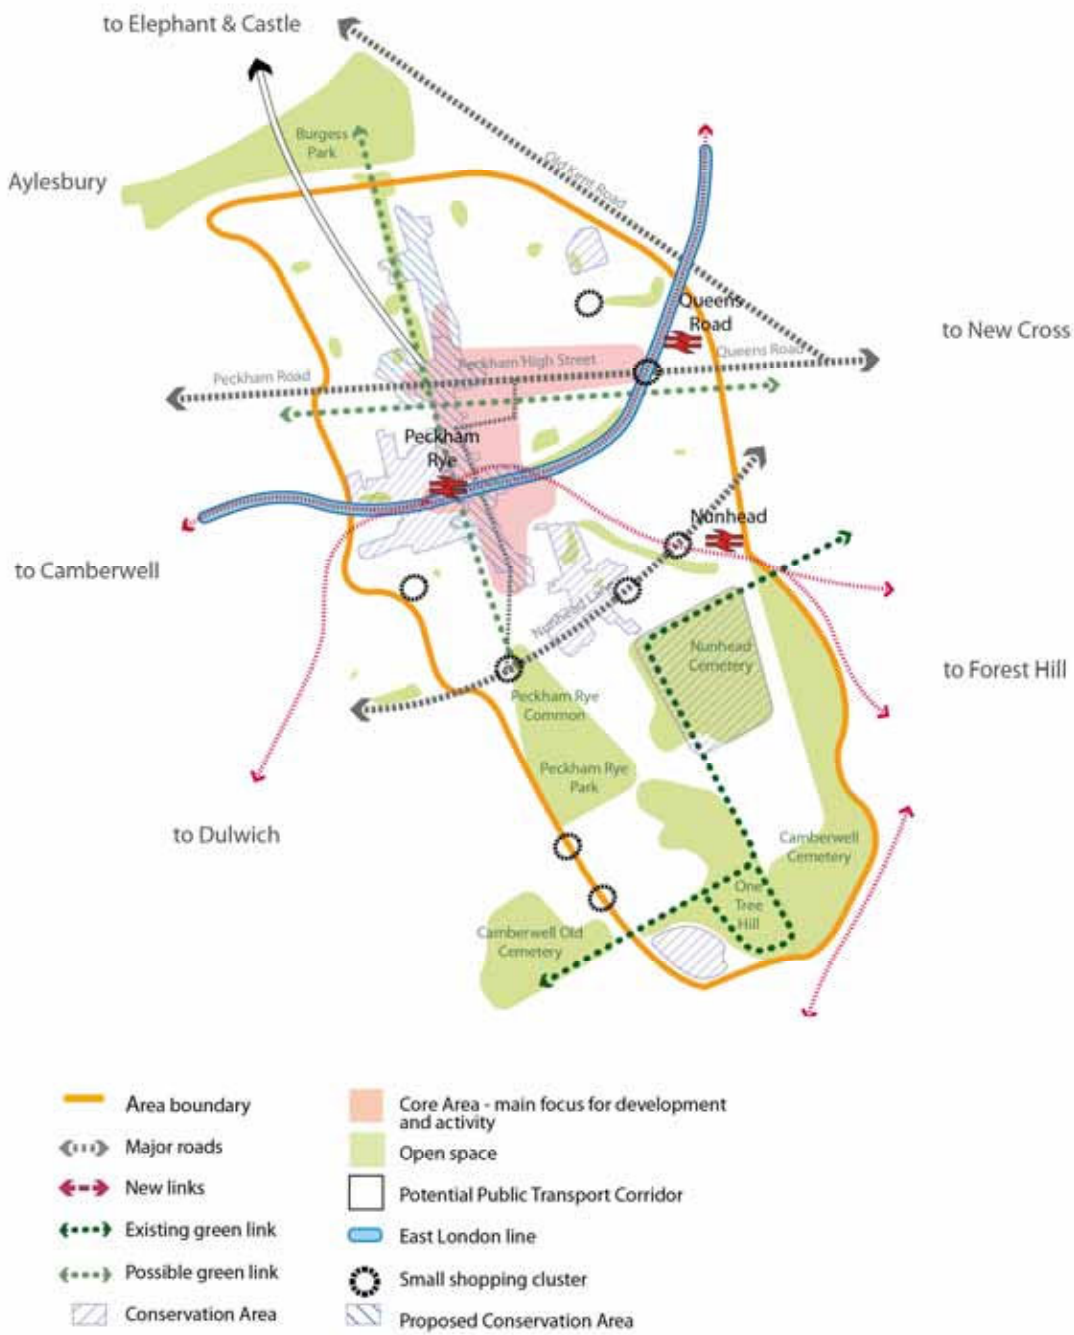 to Elephant & Castle
Burgess
Park
Old Kent Road
Aylesbury
Queens
Road
to New Cross
Peckham High Street
Queens Road
Peckham Road
Peckham
Rye
Nunhead
to Camberwell
Nunhead Lane
Nunhead
Cemetery
to Forest Hill
Peckham Rye
Common
Peckham Rye
Park
to Dulwich
Camberwell
Cemetery
One
Tree
Hill
Camberwell Old
Cemetery
Area boundary
Major roads
New links
Existing green link
Possible green link
Conservation Area
Core Area - main focus for development
and activity
Open space
Potential Public Transport Corridor
East London line
Small shopping cluster
Proposed Conservation Area